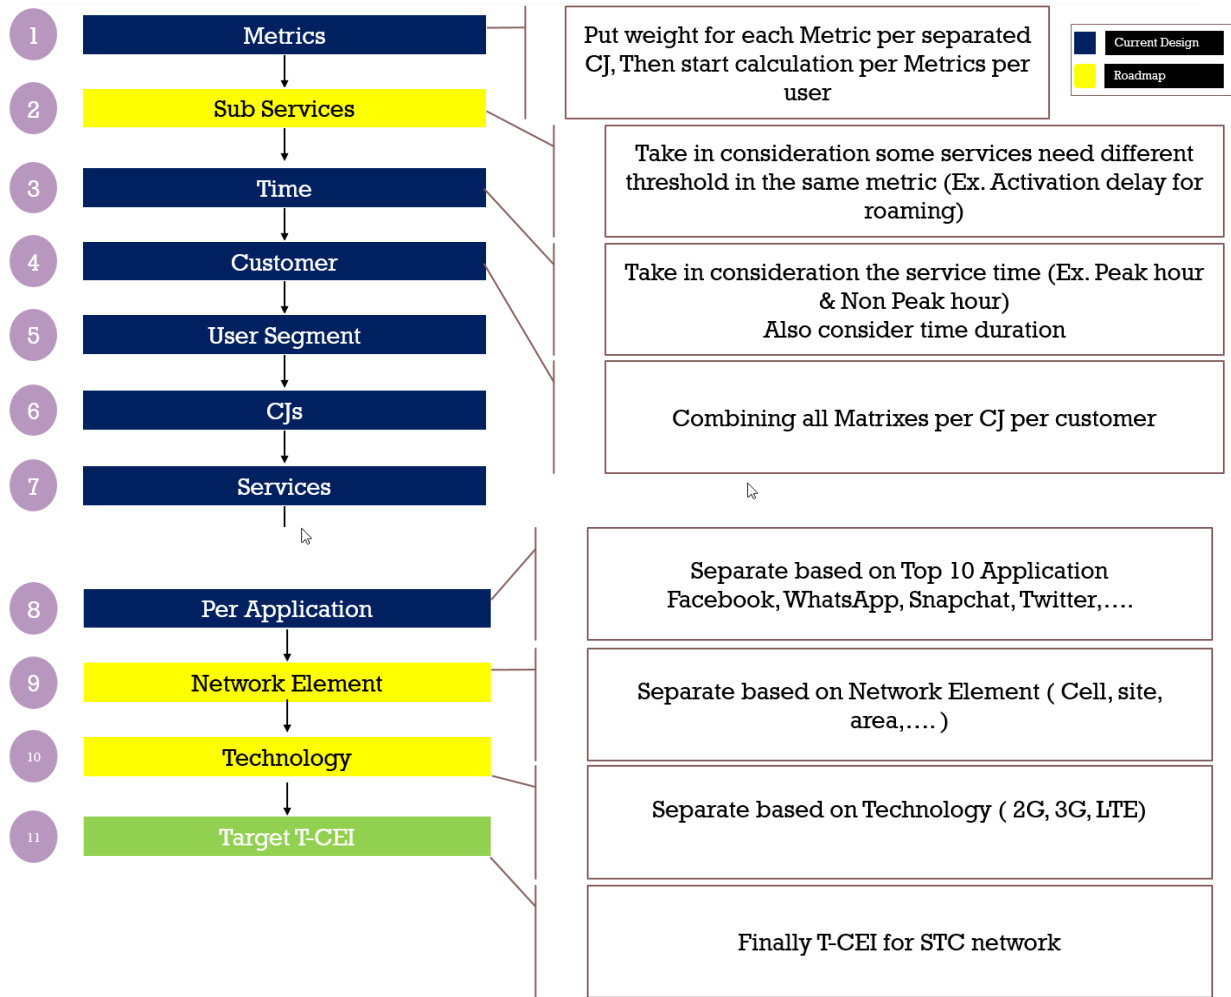 1
Metrics
Put weight for each Metric per separated
CJ, Then start calculation per Metrics per
user
Current Design
Roadmap
2
Sub Services
Take in consideration some services need different
threshold in the same metric (Ex. Activation delay for
roaming)
3
Time
Take in consideration the service time (Ex. Peak hour
& Non Peak hour)
Also consider time duration
4
Customer
Combining all Matrixes per CJ per customer
5
User Segment
6
CJs
7
Services
8
Per Application
Separate based on Top 10 Application
Facebook, WhatsApp, Snapchat, Twitter,....
9
Network Element
Separate based on Network Element ( Cell, site,
area,.... )
10
Technology
Separate based on Technology ( 2G, 3G, LTE)
11
Target T-CEI
Finally T-CEI for STC network